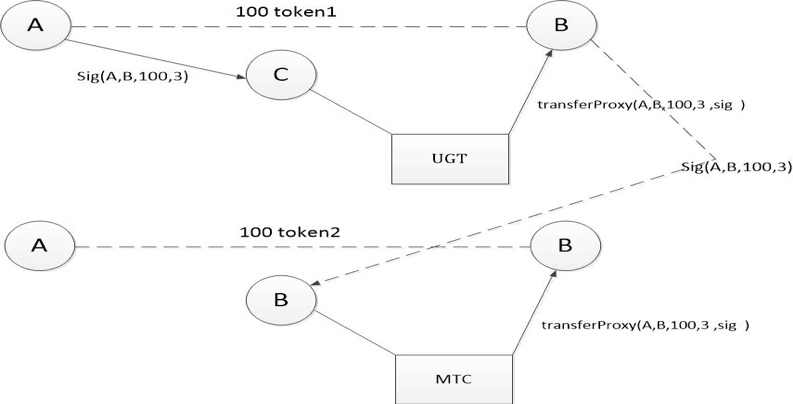 100 token1
A
B
Sig(A,B,100,3)
C
transferProxy(A,B,100,3 ,sig )
UGT
Sig(A,B,100,3)
100 token2
A
B
B
transferProxy(A,B,100,3 ,sig )
MTC